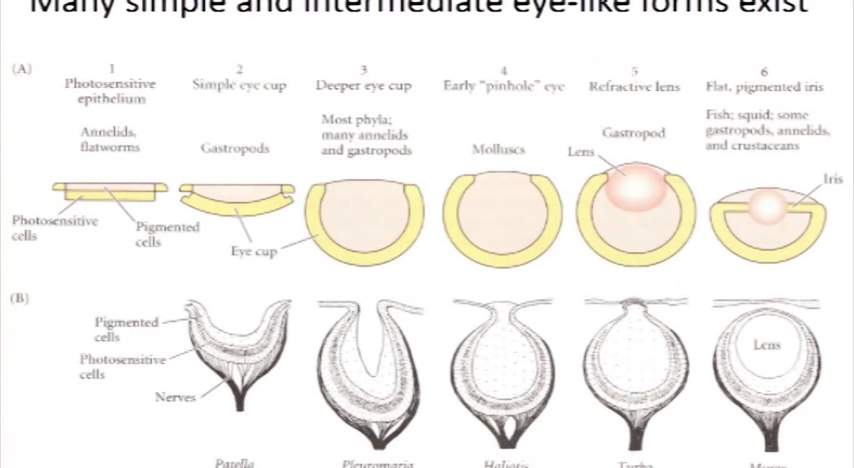 Many simple and intermediate eye-like forms exist
(A)
1
Photosensitive
epithelium
Annelids,
flatworms
2
Simple eye cup
Gastropods
3
Deeper eye cup
Most phyla;
many annelids
and gastropods
4
Early "pinhole" eye
Molluscs
5
Refractive lens
Gastropod
6
Flat, pigmented iris
Fish; squid; some
gastropods, annelids,
and crustaceans
Lens
Iris
Photosensitive
cells
Pigmented
cells
Eye cup
(B)
Pigmented
cells
Photosensitive
cells
Nerves
Lens
Patella
Pleuromaria
Haliotis
Turbo